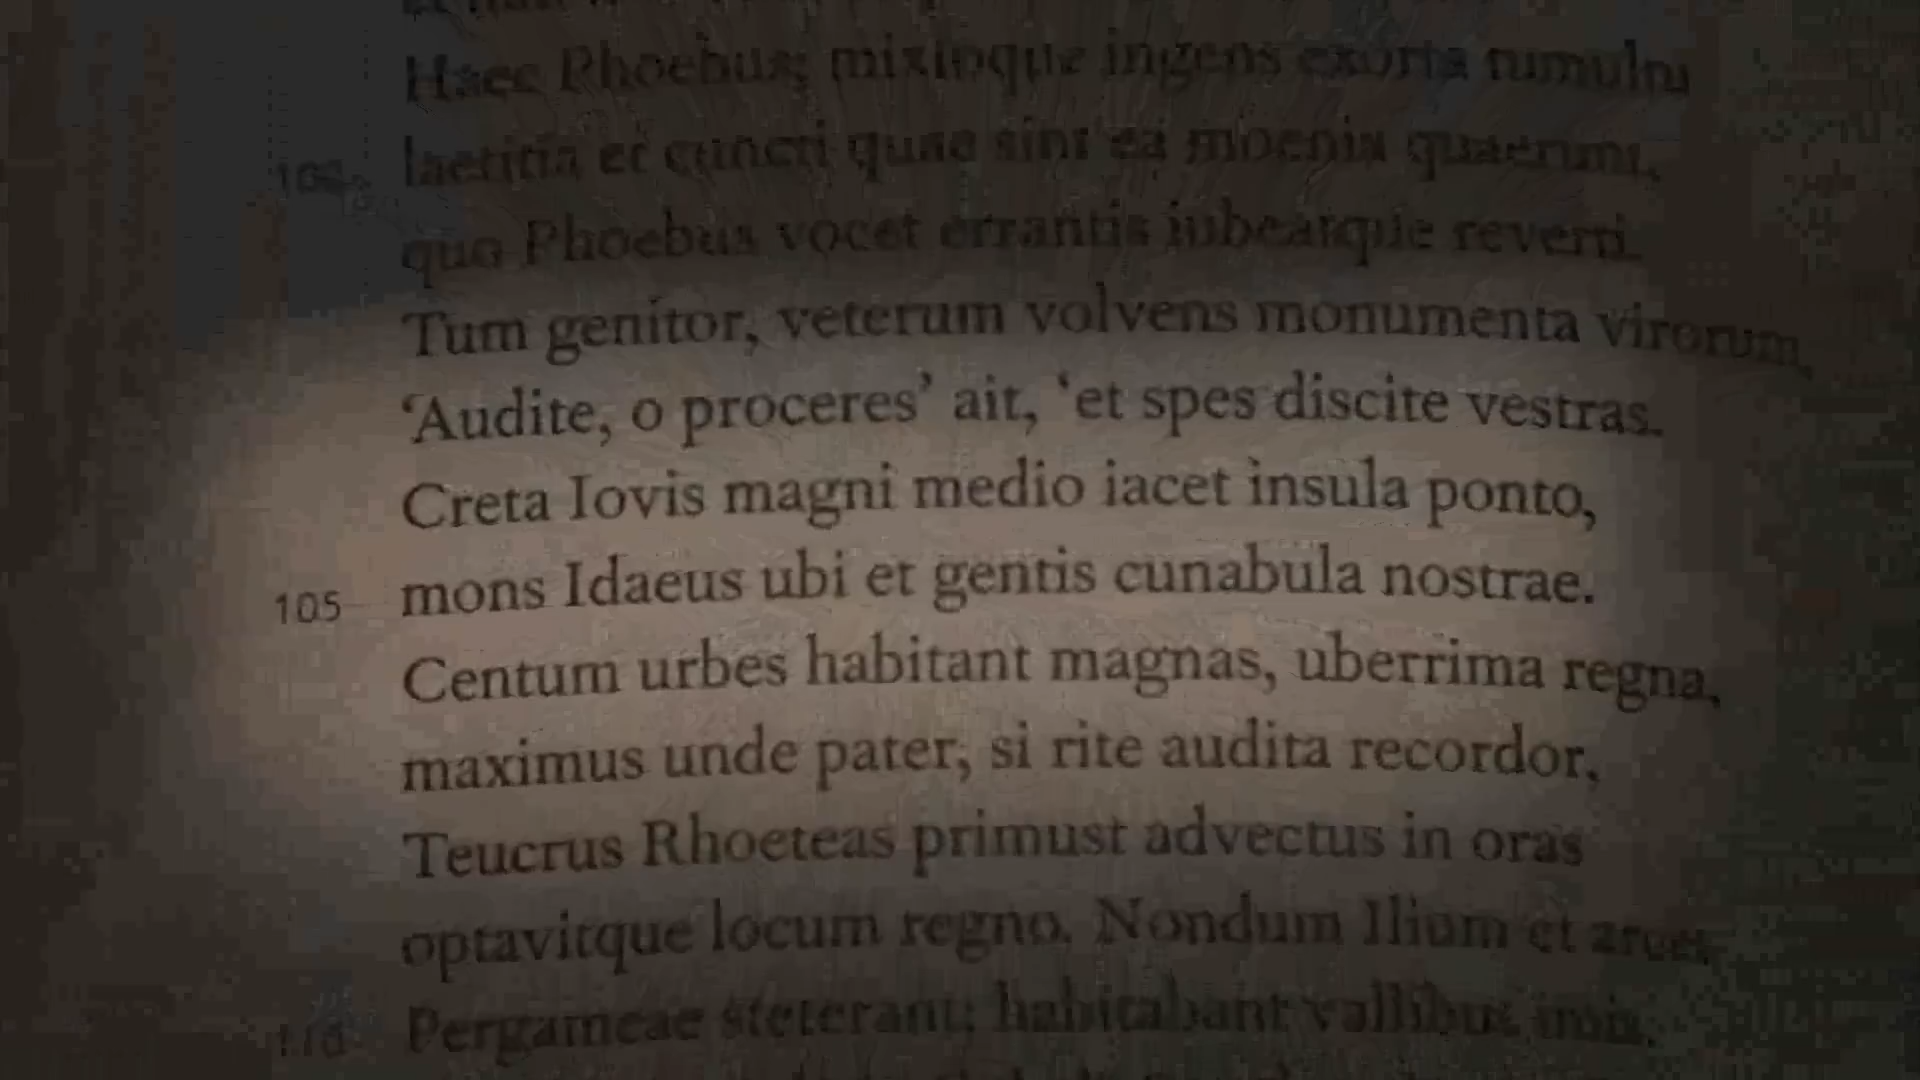 Haec Phoebus; mixtoque ingens exorta tumultu
laetitia et cuncti quae sint ea moenia quaerunt,
quo Phoebus vocet errantis iubeatque reverti.
Tum genitor, veterum volvens monumenta virorum,
‘Audite, o proceres’ ait, ‘et spes discite vestras.
Creta Iovis magni medio iacet insula ponto,
105 mons Idaeus ubi et gentis cunabula nostrae.
Centum urbes habitant magnas, uberrima regna,
maximus unde pater, si rite audita recordor,
Teucrus Rhoeteas primust advectus in oras
optavitque locum regno. Nondum Ilium et arces
110 Pergameae steterant; habitabant vallibus imis.